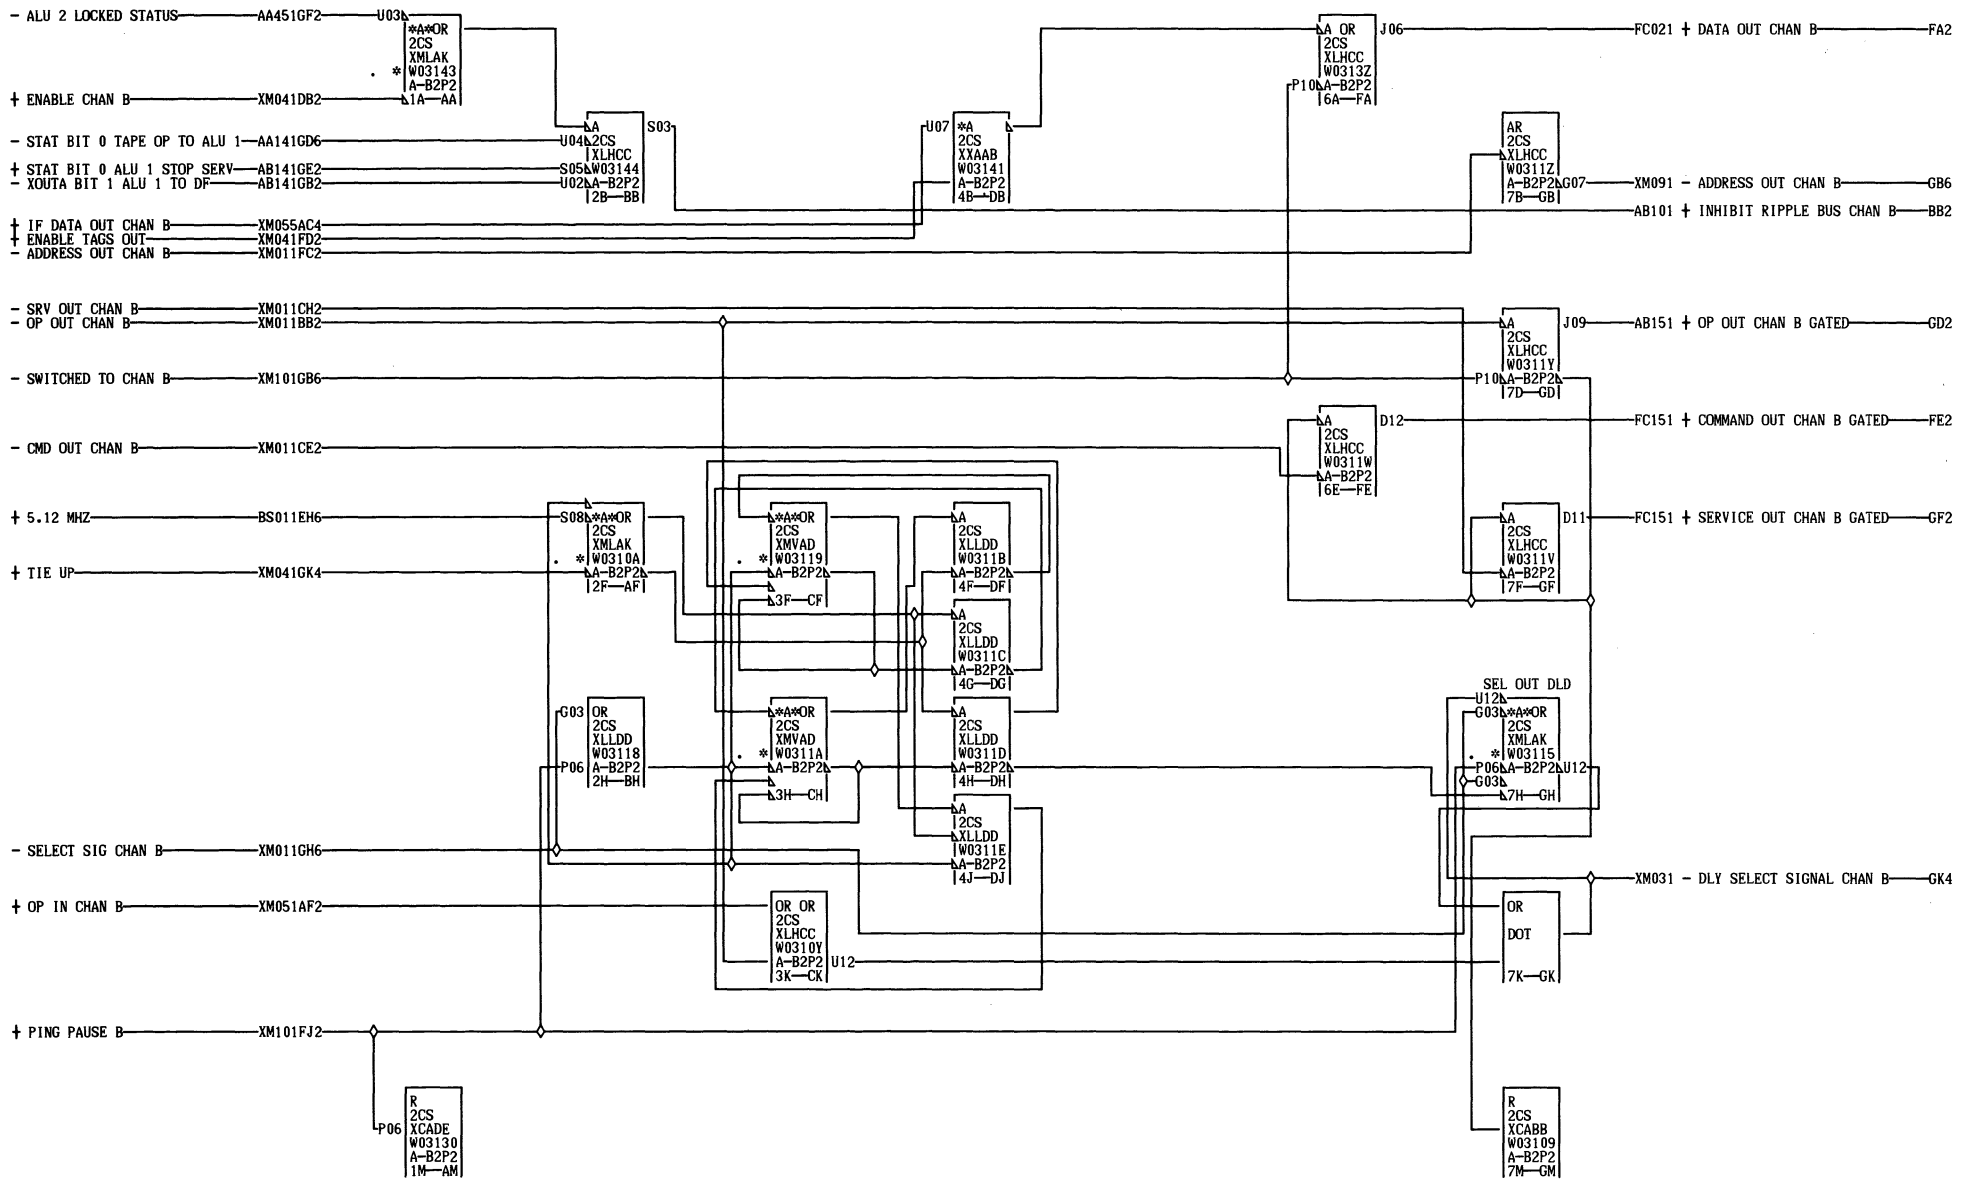 - ALU 2 LOCKED STATUS AA451GF2 U03
*A*OR
2CS
XMLAK
* W03143
A-B2P2
1A AA
+ ENABLE CHAN B XM041DB2
- STAT BIT 0 TAPE OP TO ALU 1 AA141GD6 U04
+ STAT BIT 0 ALU 1 STOP SERV AB141GE2 S05
- XOUTA BIT 1 ALU 1 TO DF AB141GB2 U02
A S03
2CS
XLHCC
W03144
A-B2P2
2B BB
+ IF DATA OUT CHAN B XM055AC4
+ ENABLE TAGS OUT XM041FD2
- ADDRESS OUT CHAN B XM011FC2
U07 *A
2CS
XXAAB
W03141
A-B2P2
4B DB
A OR J06 FC021 + DATA OUT CHAN B FA2
2CS
XLHCC
W0313Z
P10 A-B2P2
6A FA
AR
2CS
XLHCC
W0311Z
A-B2P2 G07 XM091 - ADDRESS OUT CHAN B GB6
7B GB
AB101 + INHIBIT RIPPLE BUS CHAN B BB2
- SRV OUT CHAN B XM011CH2
- OP OUT CHAN B XM011BB2
A J09 AB151 + OP OUT CHAN B GATED GD2
2CS
XLHCC
W0311Y
- SWITCHED TO CHAN B XM101GB6 P10 A-B2P2
7D GD
A D12 FC151 + COMMAND OUT CHAN B GATED FE2
2CS
XLHCC
W0311W
A-B2P2
6E FE
- CMD OUT CHAN B XM011CE2
+ 5.12 MHZ BS011EH6 S08 *A*OR
2CS
XMLAK
* W0310A
+ TIE UP XM041GK4 A-B2P2
2F AF
*A*OR
2CS
XMVAD
* W03119
A-B2P2
3F CF
A
2CS
XLLDD
W0311B
A-B2P2
4F DF
A D11 FC151 + SERVICE OUT CHAN B GATED GF2
2CS
XLHCC
W0311V
A-B2P2
7F GF
A
2CS
XLLDD
W0311C
A-B2P2
4G DG
G03 OR
2CS
XLLDD
W03118
P06 A-B2P2
2H BH
*A*OR
2CS
XMVAD
* W0311A
A-B2P2
3H CH
A
2CS
XLLDD
W0311D
A-B2P2
4H DH
SEL OUT DLD
U12
G03 *A*OR
2CS
XMLAK
* W03115
P06 A-B2P2 U12
G03
7H GH
A
2CS
XLLDD
W0311E
A-B2P2
4J DJ
- SELECT SIG CHAN B XM011GH6
XM031 - DLY SELECT SIGNAL CHAN B GK4
+ OP IN CHAN B XM051AF2
OR OR
2CS
XLHCC
W0310Y
A-B2P2 U12
3K CK
OR
DOT
7K GK
+ PING PAUSE B XM101FJ2
R
2CS
P06 XCADE
W03130
A-B2P2
1M AM
R
2CS
XCABB
W03109
A-B2P2
7M GM